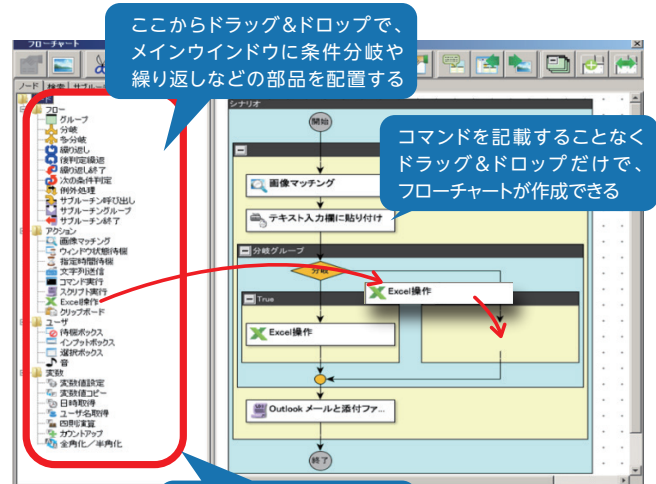 ここからドラッグ&ドロップで、
メインウインドウに条件分岐や
繰り返しなどの部品を配置する
フローチャート
ノード 検索
フロー
グループ
分岐
多分岐
繰り返し
後判定繰返
繰り返し終了
次の条件判定
例外処理
サブルーチン呼び出し
サブルーチングループ
サブルーチン終了
アクション
画像マッチング
ウィンドウ状態待機
指定時間待機
文字列送信
コマンド実行
スクリプト実行
Excel操作
クリップボード
ユーザ
待機ボックス
インプットボックス
選択ボックス
音
変数
変数値設定
変数値コピー
日時取得
ユーザ名取得
四則演算
カウントアップ
全角化/半角化
シナリオ
開始
コマンドを記載することなく
ドラッグ&ドロップだけで、
フローチャートが作成できる
画像マッチング
テキスト入力欄に貼り付け
分岐グループ
分岐
Excel操作
True
Excel操作
Outlook メールと添付ファ...
終了